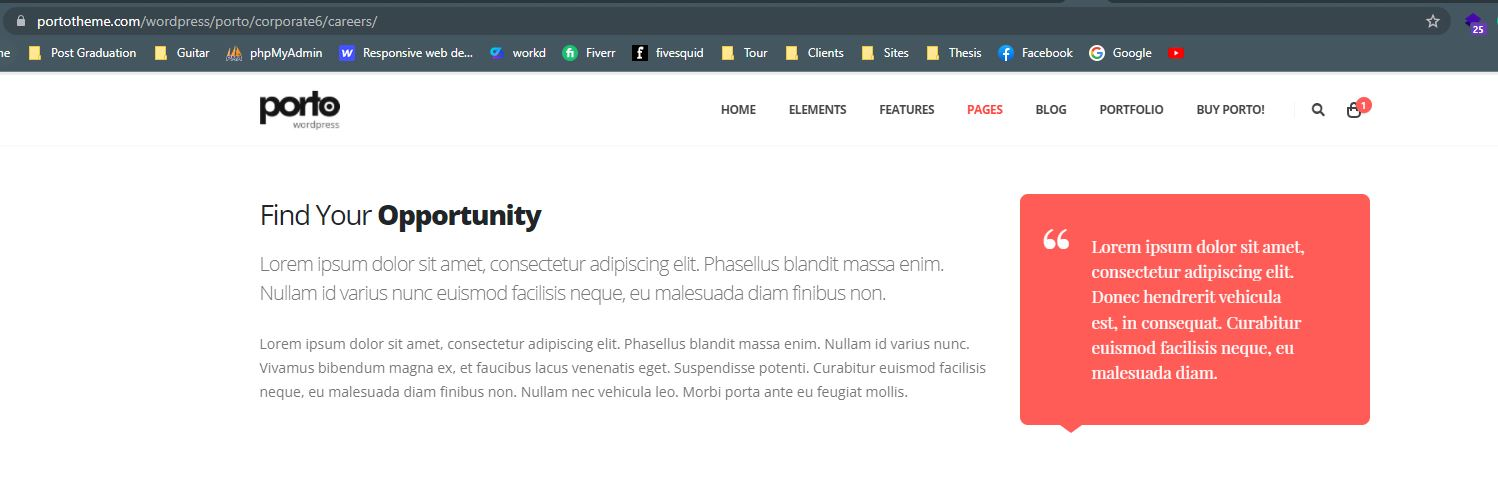 portotheme.com/wordpress/porto/corporate6/careers/
25
ne Post Graduation Guitar phpMyAdmin Responsive web de... workd Fiverr fivesquid Tour Clients Sites Thesis Facebook Google
porto
wordpress
HOME ELEMENTS FEATURES PAGES BLOG PORTFOLIO BUY PORTO! 1
Find Your Opportunity
Lorem ipsum dolor sit amet, consectetur adipiscing elit. Phasellus blandit massa enim.
Nullam id varius nunc euismod facilisis neque, eu malesuada diam finibus non.
Lorem ipsum dolor sit amet, consectetur adipiscing elit. Phasellus blandit massa enim. Nullam id varius nunc.
Vivamus bibendum magna ex, et faucibus lacus venenatis eget. Suspendisse potenti. Curabitur euismod facilisis
neque, eu malesuada diam finibus non. Nullam nec vehicula leo. Morbi porta ante eu feugiat mollis.
“
Lorem ipsum dolor sit amet,
consectetur adipiscing elit.
Donec hendrerit vehicula
est, in consequat. Curabitur
euismod facilisis neque, eu
malesuada diam.